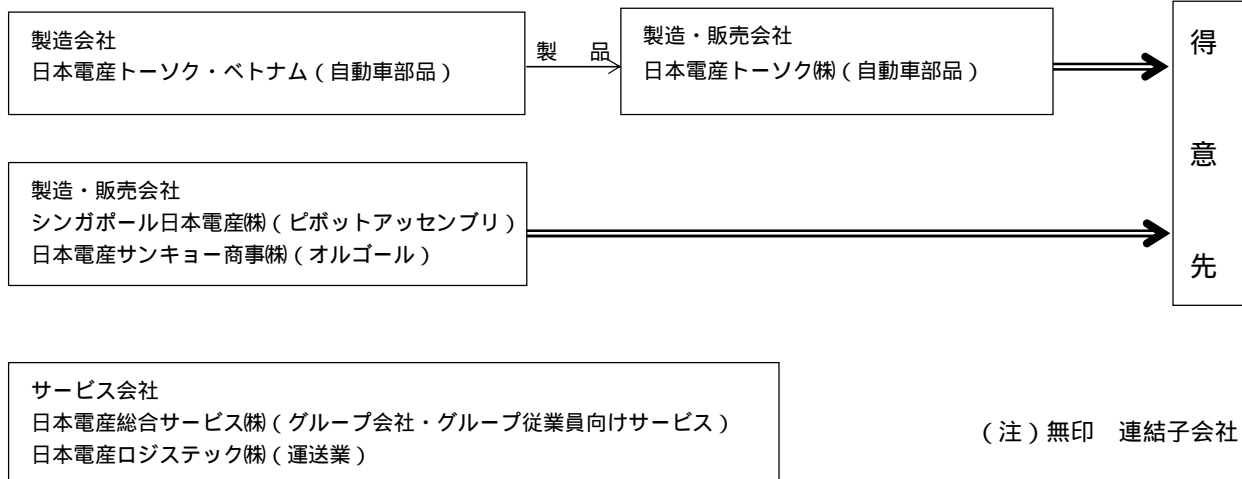 製造会社
日本電産トーソク・ベトナム(自動車部品)
製 品
製造・販売会社
日本電産トーソク㈱(自動車部品)
得意先
製造・販売会社
シンガポール日本電産㈱(ピボットアッセンブリ)
日本電産サンキョー商事㈱(オルゴール)
サービス会社
日本電産総合サービス㈱(グループ会社・グループ従業員向けサービス)
日本電産ロジステック㈱(運送業)
(注)無印 連結子会社